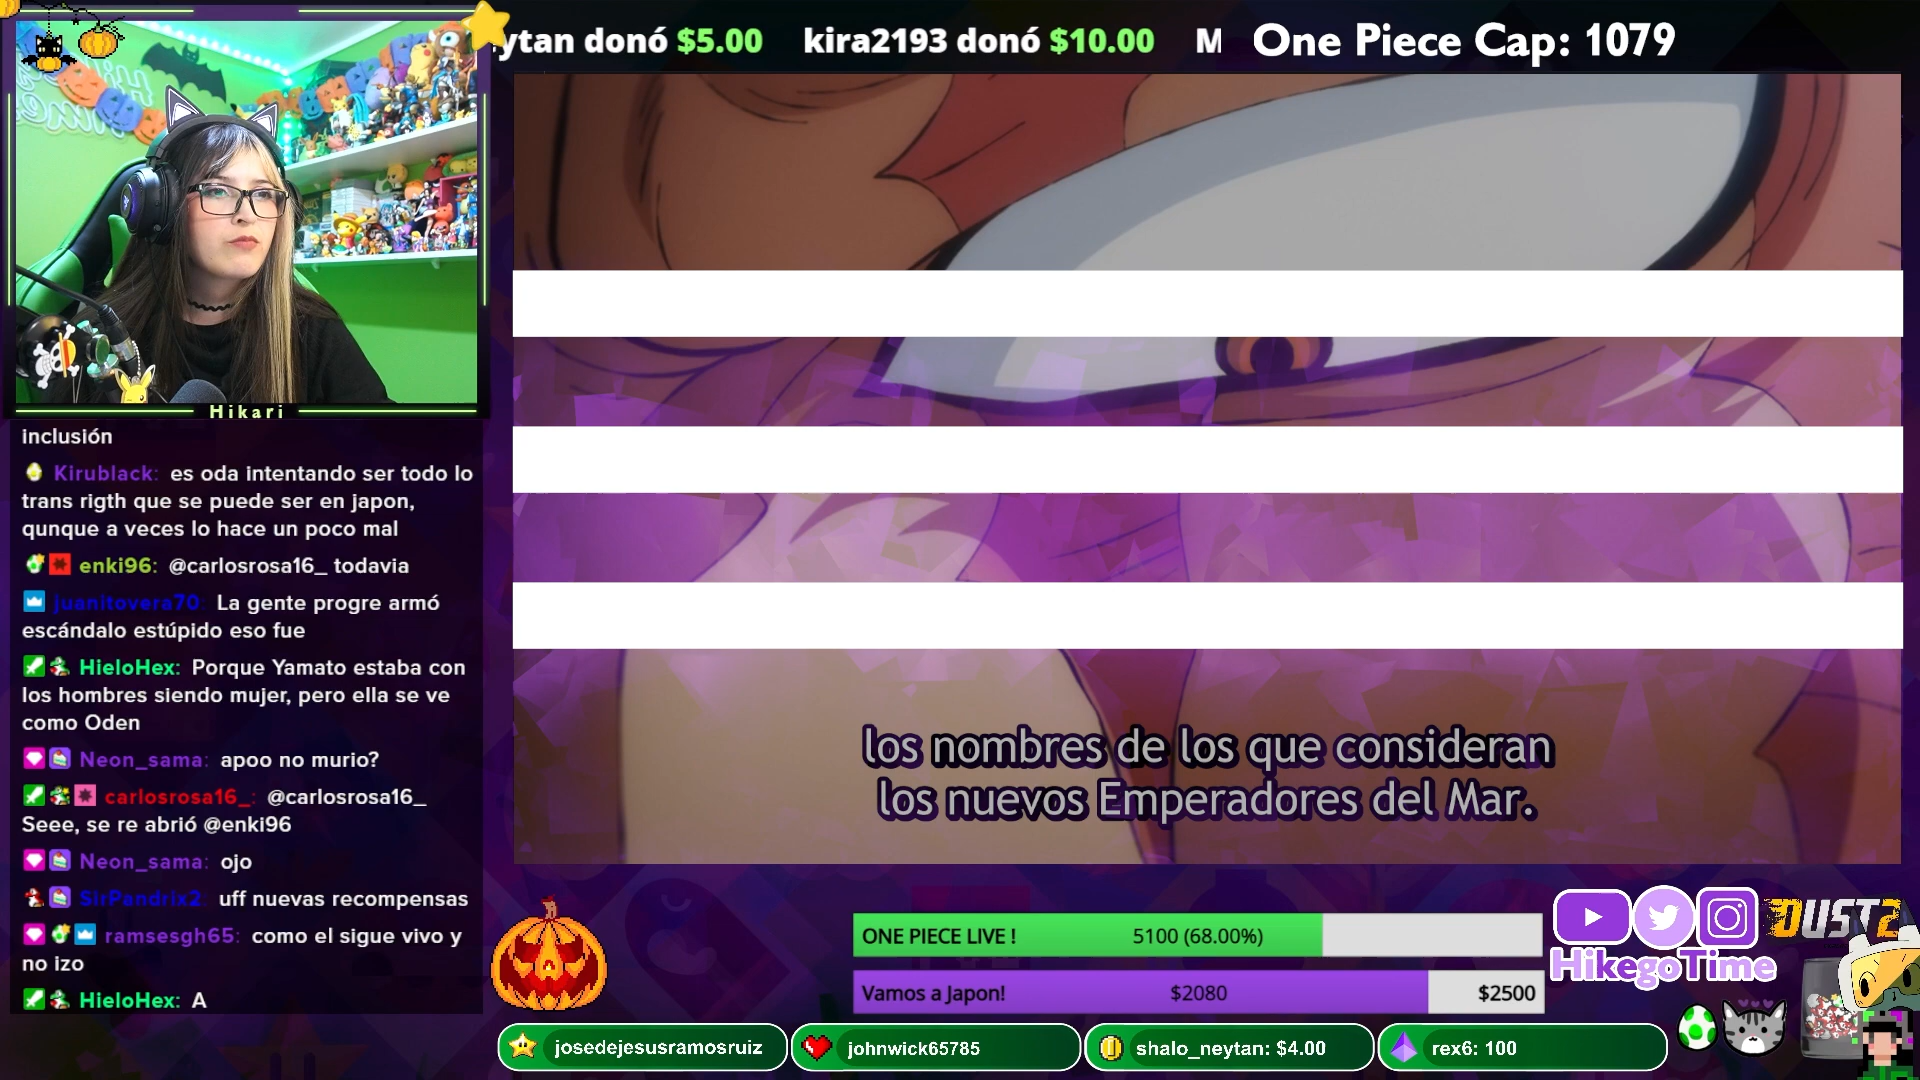 ytan donó $5.00 kira2193 donó $10.00 M
One Piece Cap: 1079
Hikari
inclusión
Kirublack: es oda intentando ser todo lo
trans rigth que se puede ser en japon,
qunque a veces lo hace un poco mal
enki96: @carlosrosa16_ todavia
juanitovera70: La gente progre armó
escándalo estúpido eso fue
HieloHex: Porque Yamato estaba con
los hombres siendo mujer, pero ella se ve
como Oden
Neon_sama: apoo no murio?
carlosrosa16_: @carlosrosa16_
Seee, se re abrió @enki96
Neon_sama: ojo
SirPandrix2: uff nuevas recompensas
ramsesgh65: como el sigue vivo y
no izo
HieloHex: A
los nombres de los que consideran
los nuevos Emperadores del Mar.
ONE PIECE LIVE ! 5100 (68.00%)
Vamos a Japon! $2080 $2500
HikegoTime
DUST2
josedejesusramosruiz
johnwick65785
shalo_neytan: $4.00
rex6: 100